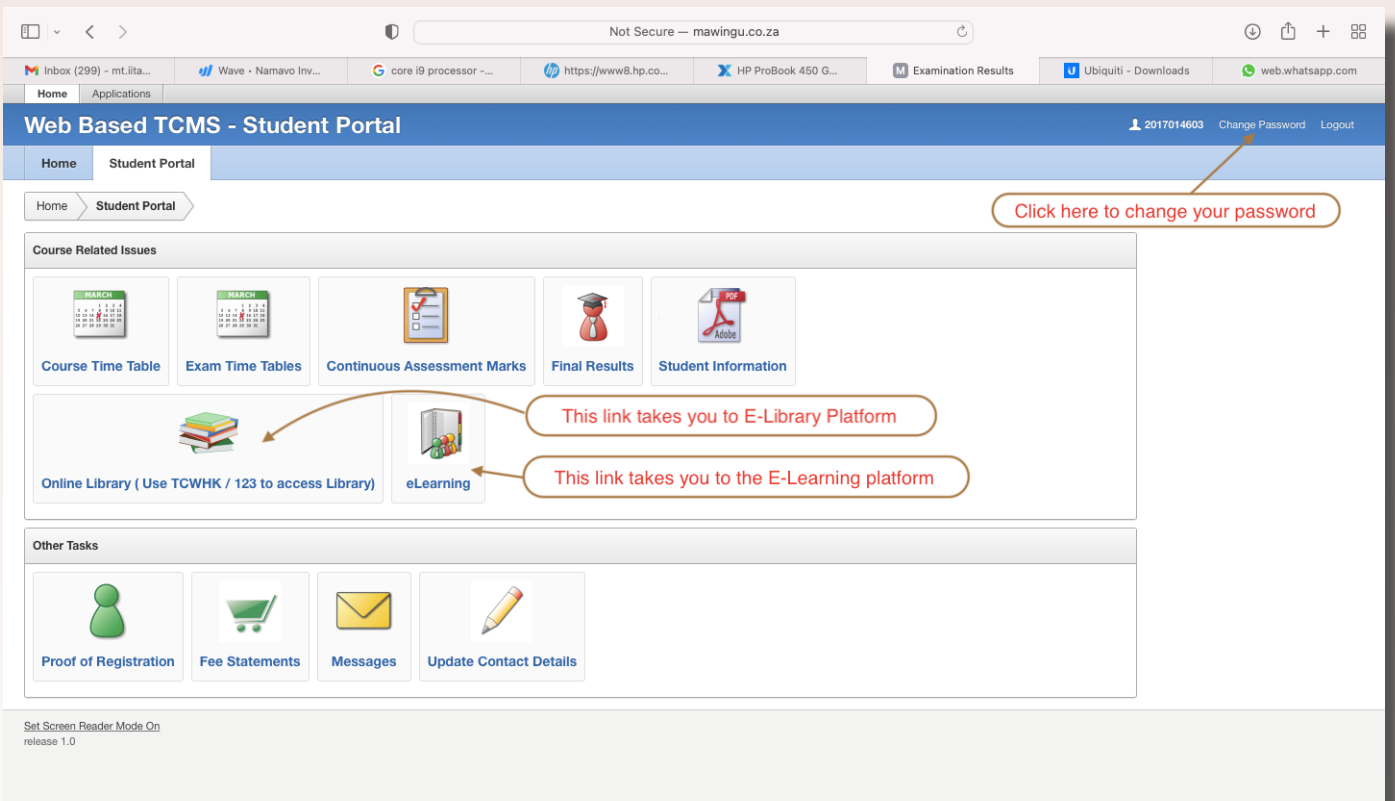 Not Secure — mawingu.co.za
Inbox (299) - mt.iita...
Wave · Namavo Inv...
core i9 processor -...
https://www8.hp.co...
HP ProBook 450 G...
M Examination Results
U Ubiquiti - Downloads
web.whatsapp.com
Home Applications
Web Based TCMS - Student Portal
2017014603 Change Password Logout
Home Student Portal
Home Student Portal
Click here to change your password
Course Related Issues
MARCH
MARCH
PDF
Adobe
Course Time Table
Exam Time Tables
Continuous Assessment Marks
Final Results
Student Information
This link takes you to E-Library Platform
This link takes you to the E-Learning platform
Online Library ( Use TCWHK / 123 to access Library)
eLearning
Other Tasks
Proof of Registration
Fee Statements
Messages
Update Contact Details
Set Screen Reader Mode On
release 1.0